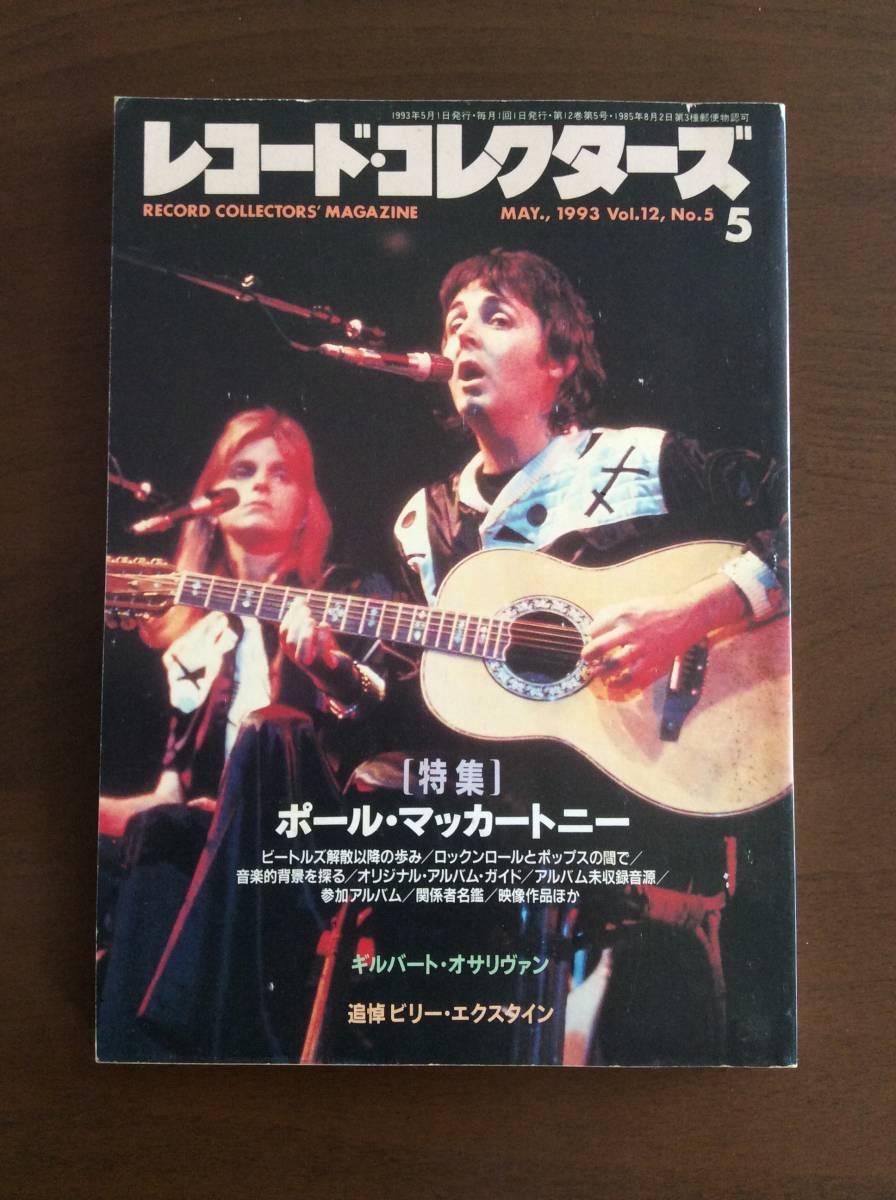 1993年5月1日発行・毎月1回1日発行・第12巻第5号・1985年8月2日第3種郵便物認可
レコード・コレクターズ
RECORD COLLECTORS' MAGAZINE MAY., 1993 Vol.12, No.5 5
[特集]
ポール・マッカートニー
ビートルズ解散以降の歩み/ロックンロールとポップスの間で/
音楽的背景を探る/オリジナル・アルバム・ガイド/アルバム未収録音源/
参加アルバム/関係者名鑑/映像作品ほか
ギルバート・オサリヴァン
追悼ビリー・エクスタイン